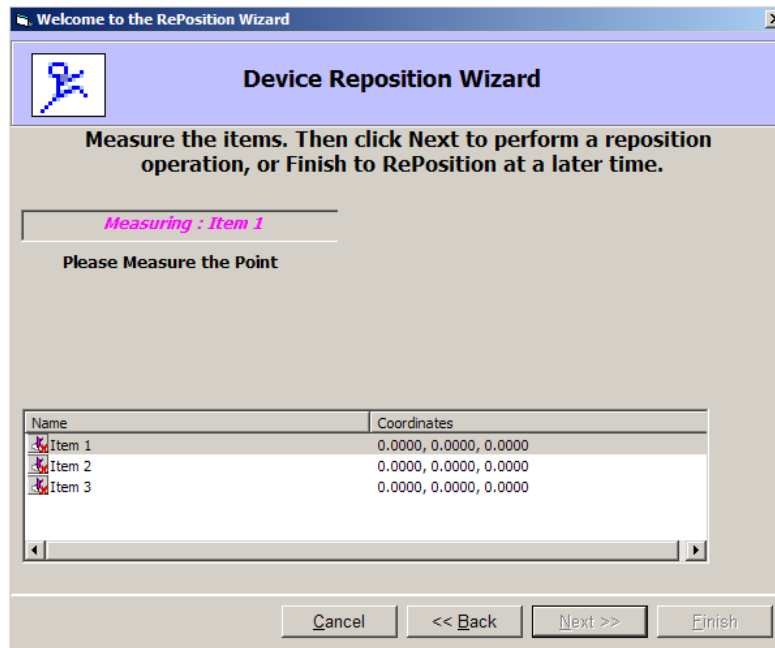 Welcome to the RePosition Wizard
Device Reposition Wizard
Measure the items. Then click Next to perform a reposition
operation, or Finish to RePosition at a later time.
Measuring : Item 1
Please Measure the Point
Name Coordinates
Item 1 0.0000, 0.0000, 0.0000
Item 2 0.0000, 0.0000, 0.0000
Item 3 0.0000, 0.0000, 0.0000
Cancel << Back Next >> Finish